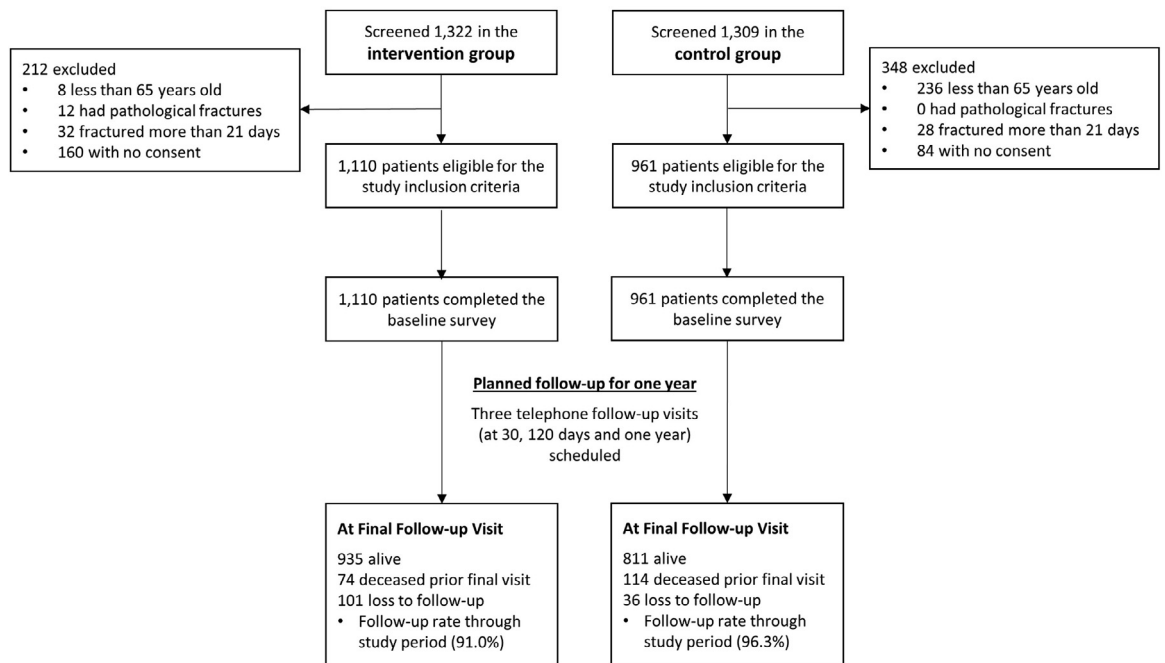 Screened 1,322 in the
intervention group
Screened 1,309 in the
control group
212 excluded
• 8 less than 65 years old
• 12 had pathological fractures
• 32 fractured more than 21 days
• 160 with no consent
348 excluded
• 236 less than 65 years old
• 0 had pathological fractures
• 28 fractured more than 21 days
• 84 with no consent
1,110 patients eligible for the
study inclusion criteria
961 patients eligible for the
study inclusion criteria
1,110 patients completed the
baseline survey
961 patients completed the
baseline survey
Planned follow-up for one year
Three telephone follow-up visits
(at 30, 120 days and one year)
scheduled
At Final Follow-up Visit
935 alive
74 deceased prior final visit
101 loss to follow-up
• Follow-up rate through
study period (91.0%)
At Final Follow-up Visit
811 alive
114 deceased prior final visit
36 loss to follow-up
• Follow-up rate through
study period (96.3%)